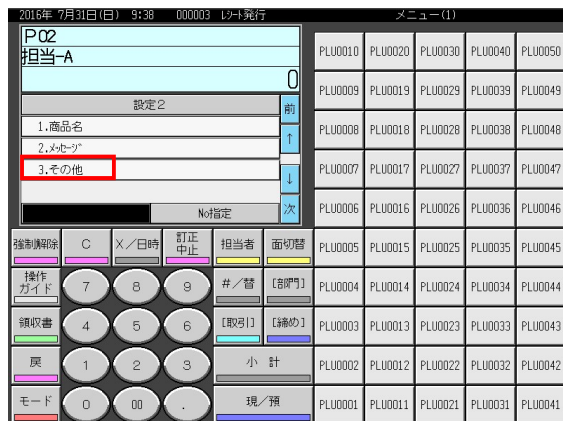 2016年 7月31日(日) 9:38 000003 レシート発行 メニュー(1)
P02
担当-A
0
設定2 前
1.商品名 ↑
2.メッセージ
3.その他 ↓
No指定 次
強制解除 C X/日時 訂正中止 担当者 面切替
操作ガイド 7 8 9 #/替 [部門]
領収書 4 5 6 [取引] [締め]
戻 1 2 3 小計
モード 0 00 . 現/預
PLU0010 PLU0020 PLU0030 PLU0040 PLU0050
PLU0009 PLU0019 PLU0029 PLU0039 PLU0049
PLU0008 PLU0018 PLU0028 PLU0038 PLU0048
PLU0007 PLU0017 PLU0027 PLU0037 PLU0047
PLU0006 PLU0016 PLU0026 PLU0036 PLU0046
PLU0005 PLU0015 PLU0025 PLU0035 PLU0045
PLU0004 PLU0014 PLU0024 PLU0034 PLU0044
PLU0003 PLU0013 PLU0023 PLU0033 PLU0043
PLU0002 PLU0012 PLU0022 PLU0032 PLU0042
PLU0001 PLU0011 PLU0021 PLU0031 PLU0041